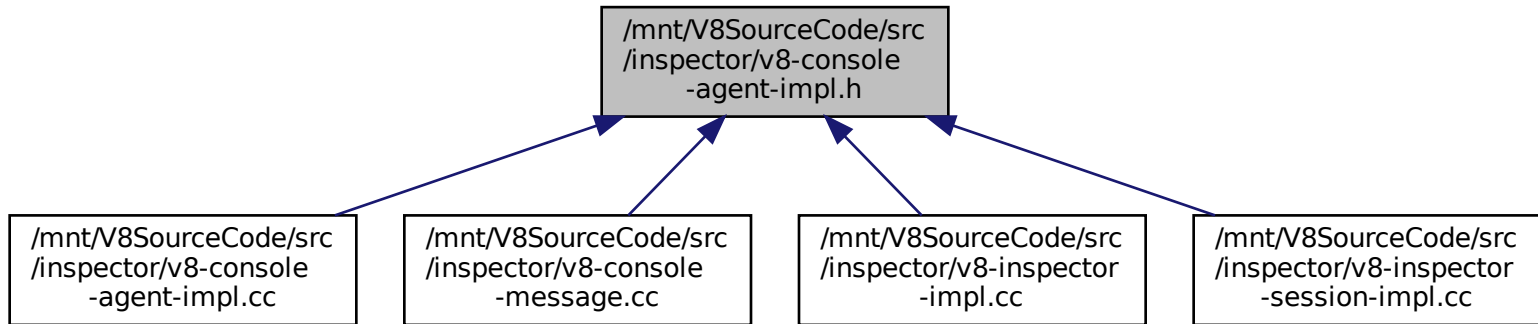 /mnt/V8SourceCode/src
/inspector/v8-console
-agent-impl.h
/mnt/V8SourceCode/src
/inspector/v8-console
-agent-impl.cc
/mnt/V8SourceCode/src
/inspector/v8-console
-message.cc
/mnt/V8SourceCode/src
/inspector/v8-inspector
-impl.cc
/mnt/V8SourceCode/src
/inspector/v8-inspector
-session-impl.cc